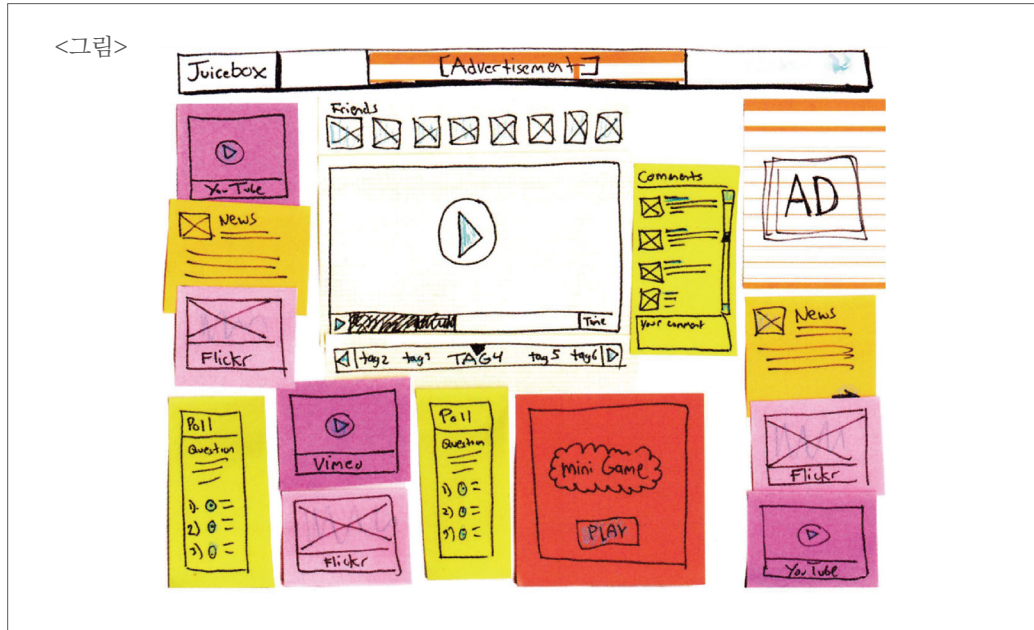 <그림>
Juicebox
[Advertisement]
Friends
YouTube
News
Flickr
Time
tag2 tag3 TAG4 tag5 tag6
Comments
Your comment
AD
News
Flickr
YouTube
Poll
Question
1)
2)
3)
Vimeo
Flickr
Poll
Question
1)
2)
3)
mini Game
PLAY